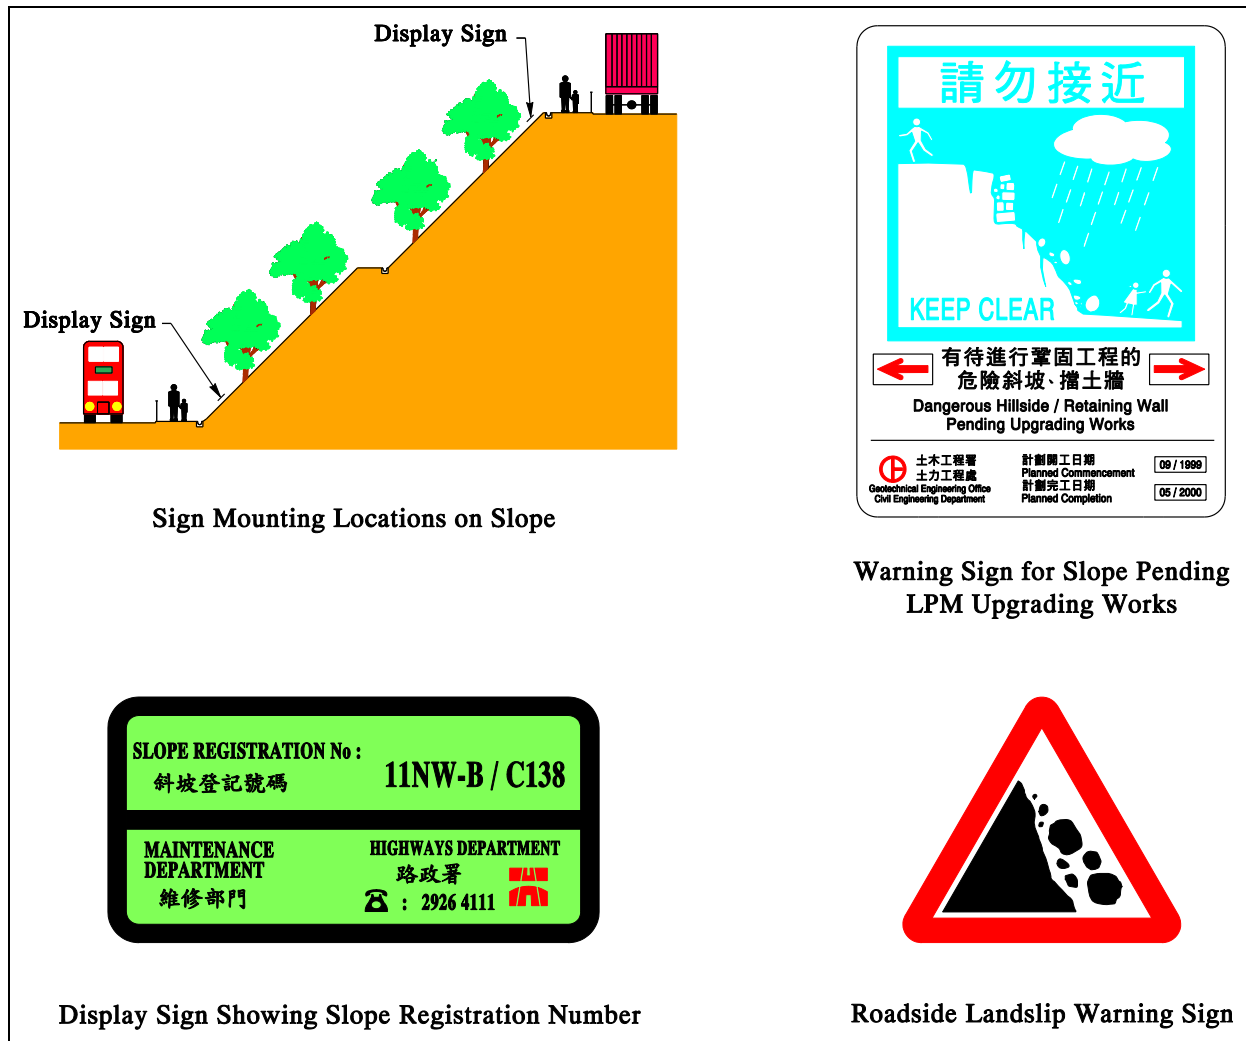 Display Sign
Display Sign
Sign Mounting Locations on Slope
請勿接近
KEEP CLEAR
有待進行鞏固工程的
危險斜坡、擋土牆
Dangerous Hillside / Retaining Wall
Pending Upgrading Works
土木工程署
土力工程處
Geotechnical Engineering Office
Civil Engineering Department
計劃開工日期
Planned Commencement
09 / 1999
計劃完工日期
Planned Completion
05 / 2000
Warning Sign for Slope Pending
LPM Upgrading Works
SLOPE REGISTRATION No :
斜坡登記號碼
11NW-B / C138
MAINTENANCE
DEPARTMENT
維修部門
HIGHWAYS DEPARTMENT
路政署
: 2926 4111
Display Sign Showing Slope Registration Number
Roadside Landslip Warning Sign